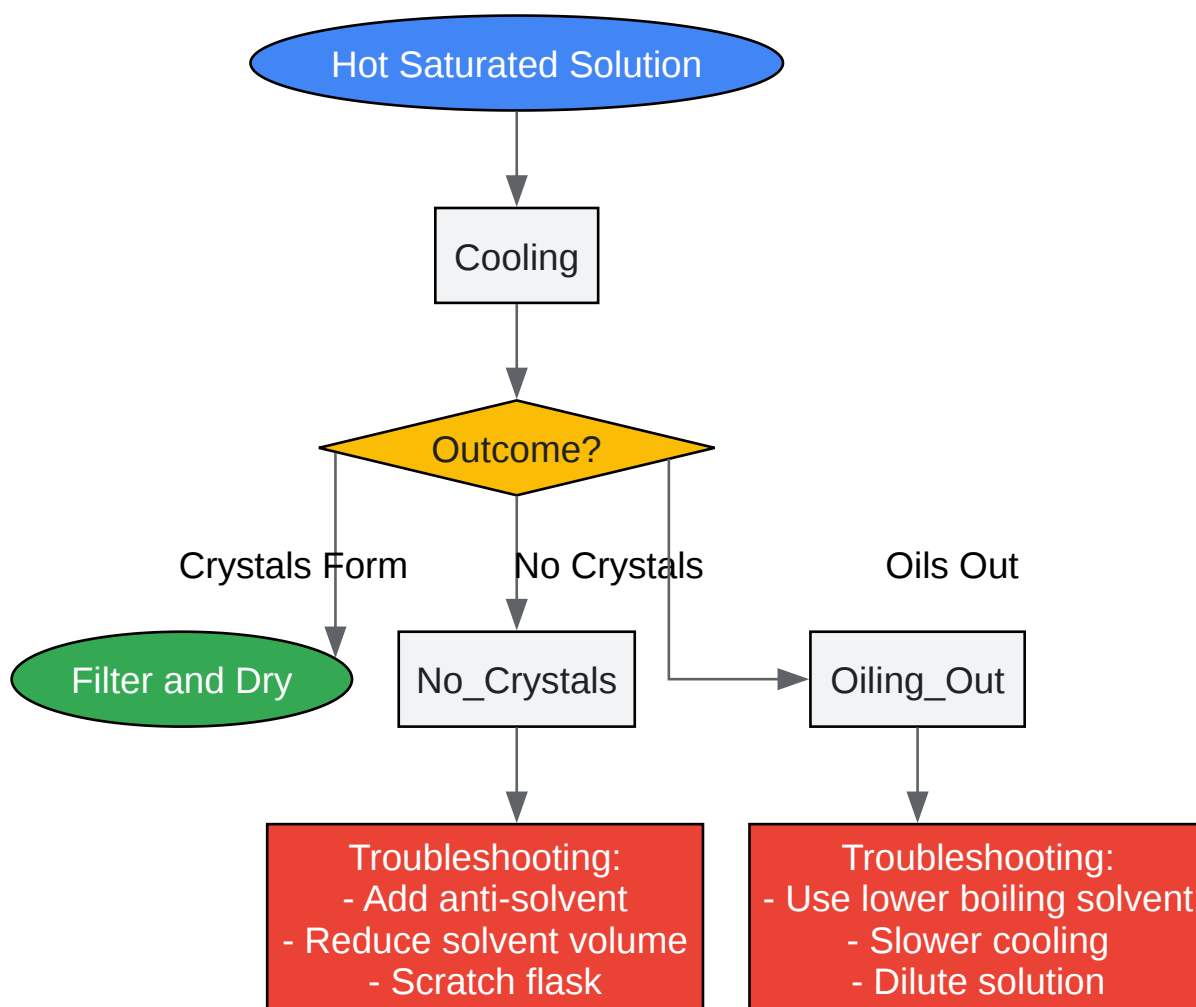 Hot Saturated Solution
Cooling
Outcome?
Crystals Form
No Crystals
Oils Out
Filter and Dry
No_Crystals
Oiling_Out
Troubleshooting:
- Add anti-solvent
- Reduce solvent volume
- Scratch flask
Troubleshooting:
- Use lower boiling solvent
- Slower cooling
- Dilute solution